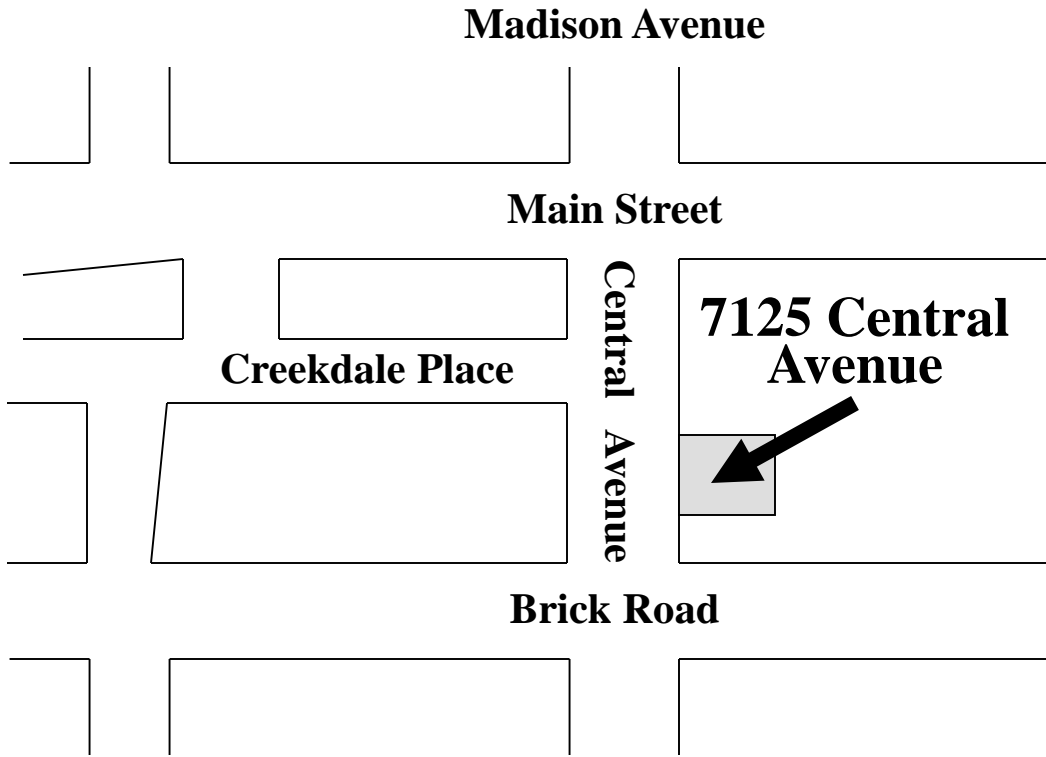 Madison Avenue
Main Street
Central Avenue
7125 Central
Avenue
Creekdale Place
Brick Road